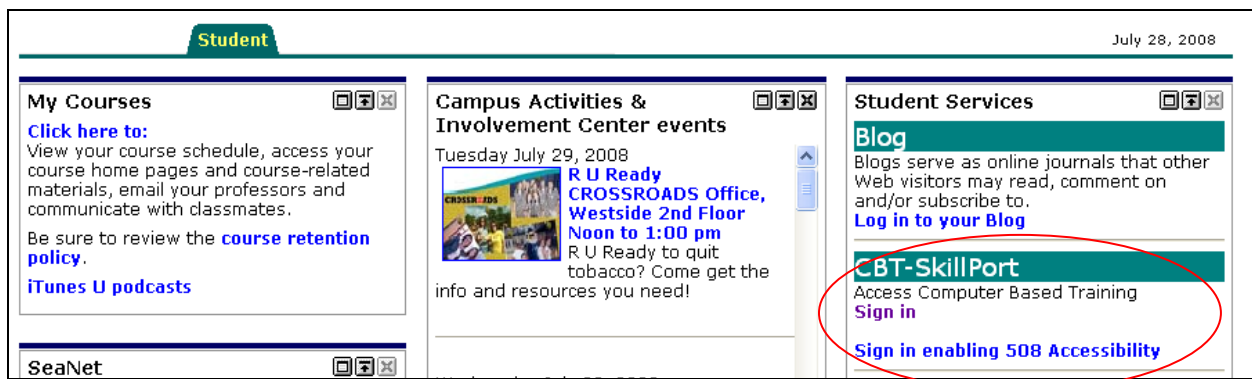 Student
July 28, 2008
My Courses
Click here to:
View your course schedule, access your
course home pages and course-related
materials, email your professors and
communicate with classmates.
Be sure to review the course retention
policy.
iTunes U podcasts
SeaNet
Campus Activities &
Involvement Center events
Tuesday July 29, 2008
CROSSROADS
R U Ready
CROSSROADS Office,
Westside 2nd Floor
Noon to 1:00 pm
R U Ready to quit
tobacco? Come get the
info and resources you need!
Student Services
Blog
Blogs serve as online journals that other
Web visitors may read, comment on
and/or subscribe to.
Log in to your Blog
CBT-SkillPort
Access Computer Based Training
Sign in
Sign in enabling 508 Accessibility